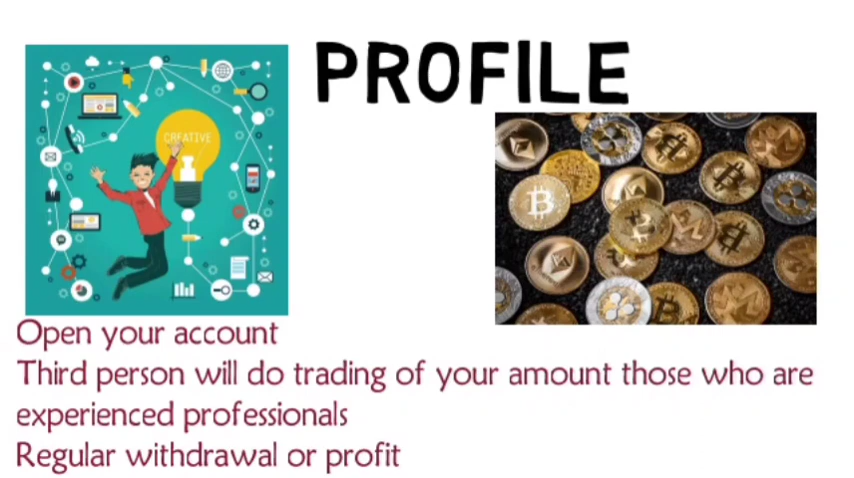 PROFILE
CREATIVE
Open your account
Third person will do trading of your amount those who are
experienced professionals
Regular withdrawal or profit